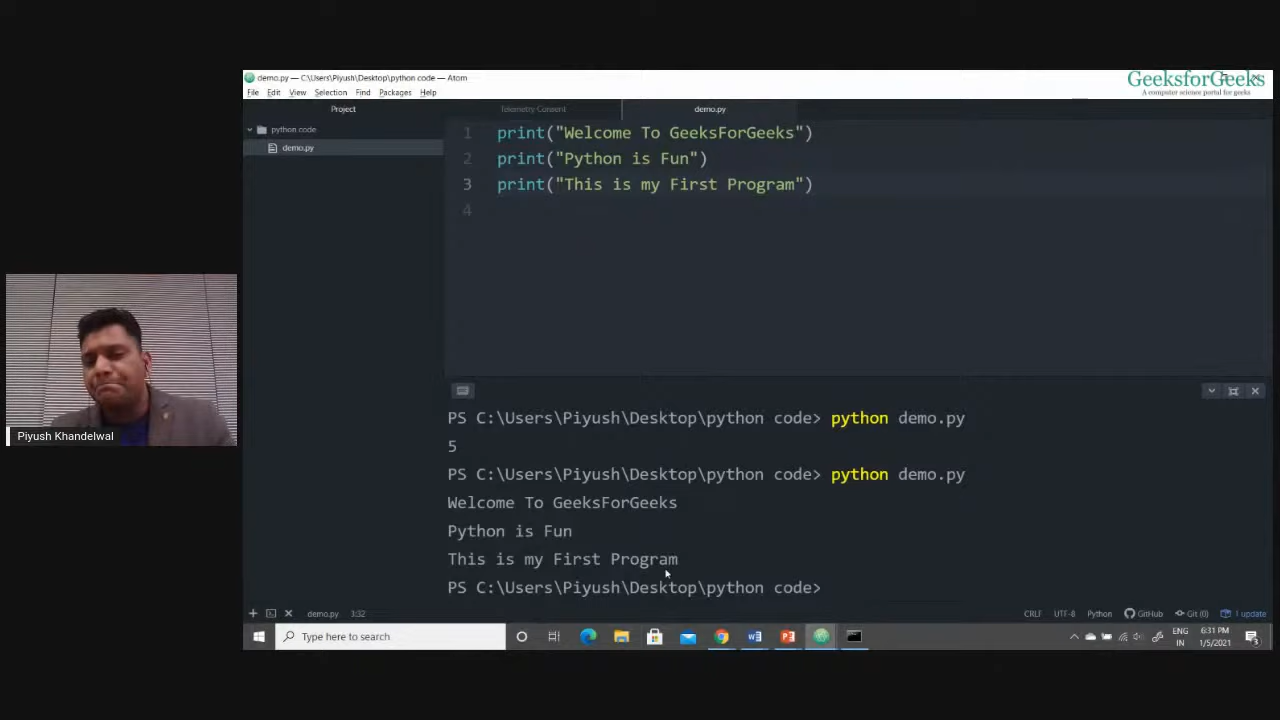 GeeksforGeeks
A computer science portal for geeks
demo.py — C:\Users\Piyush\Desktop\python code — Atom
File Edit View Selection Find Packages Help
Project
Telemetry Consent
demo.py
python code
demo.py
1 print("Welcome To GeeksForGeeks")
2 print("Python is Fun")
3 print("This is my First Program")
4
Piyush Khandelwal
PS C:\Users\Piyush\Desktop\python code> python demo.py
5
PS C:\Users\Piyush\Desktop\python code> python demo.py
Welcome To GeeksForGeeks
Python is Fun
This is my First Program
PS C:\Users\Piyush\Desktop\python code>
demo.py 3:32 CRLF UTF-8 Python GitHub Git (0) 1 update
Type here to search
ENG
IN
6:31 PM
1/5/2021
3